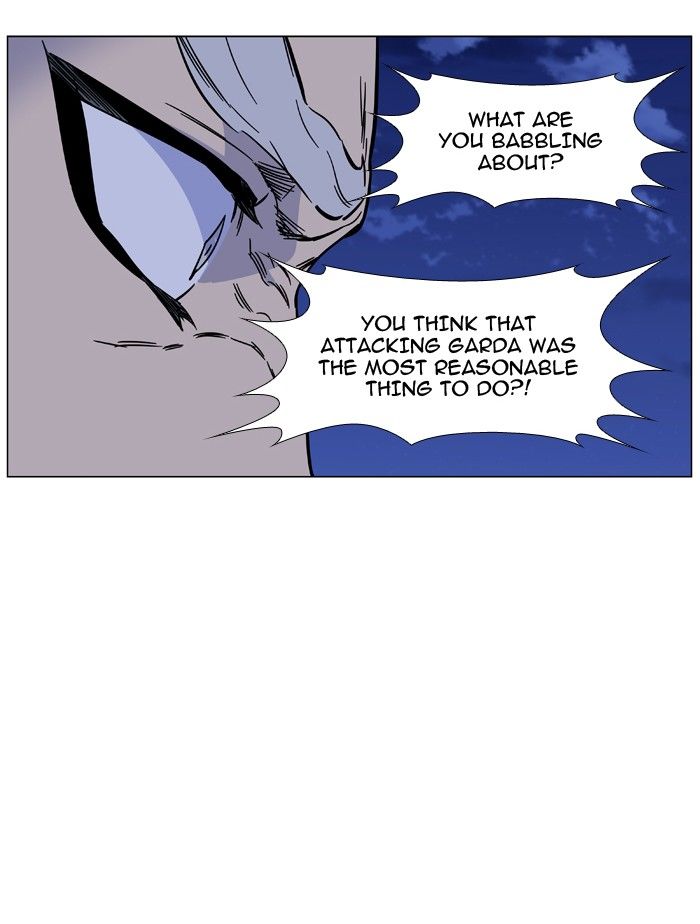 WHAT ARE
YOU BABBLING
ABOUT?
YOU THINK THAT
ATTACKING GARDA WAS
THE MOST REASONABLE
THING TO DO?!